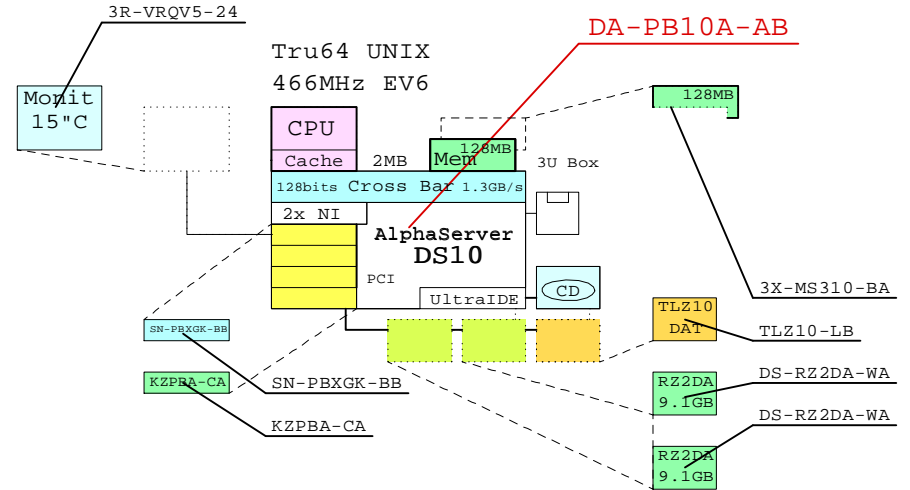 3R-VRQV5-24
DA-PB10A-AB
Tru64 UNIX
466MHz EV6
Monit
15"C
128MB
CPU
Cache
2MB
128MB
Mem
3U Box
128bits Cross Bar 1.3GB/s
2x NI
AlphaServer
DS10
PCI
UltraIDE
CD
3X-MS310-BA
TLZ10
DAT
TLZ10-LB
SN-PBXGK-BB
SN-PBXGK-BB
KZPBA-CA
KZPBA-CA
RZ2DA
9.1GB
DS-RZ2DA-WA
DS-RZ2DA-WA
RZ2DA
9.1GB